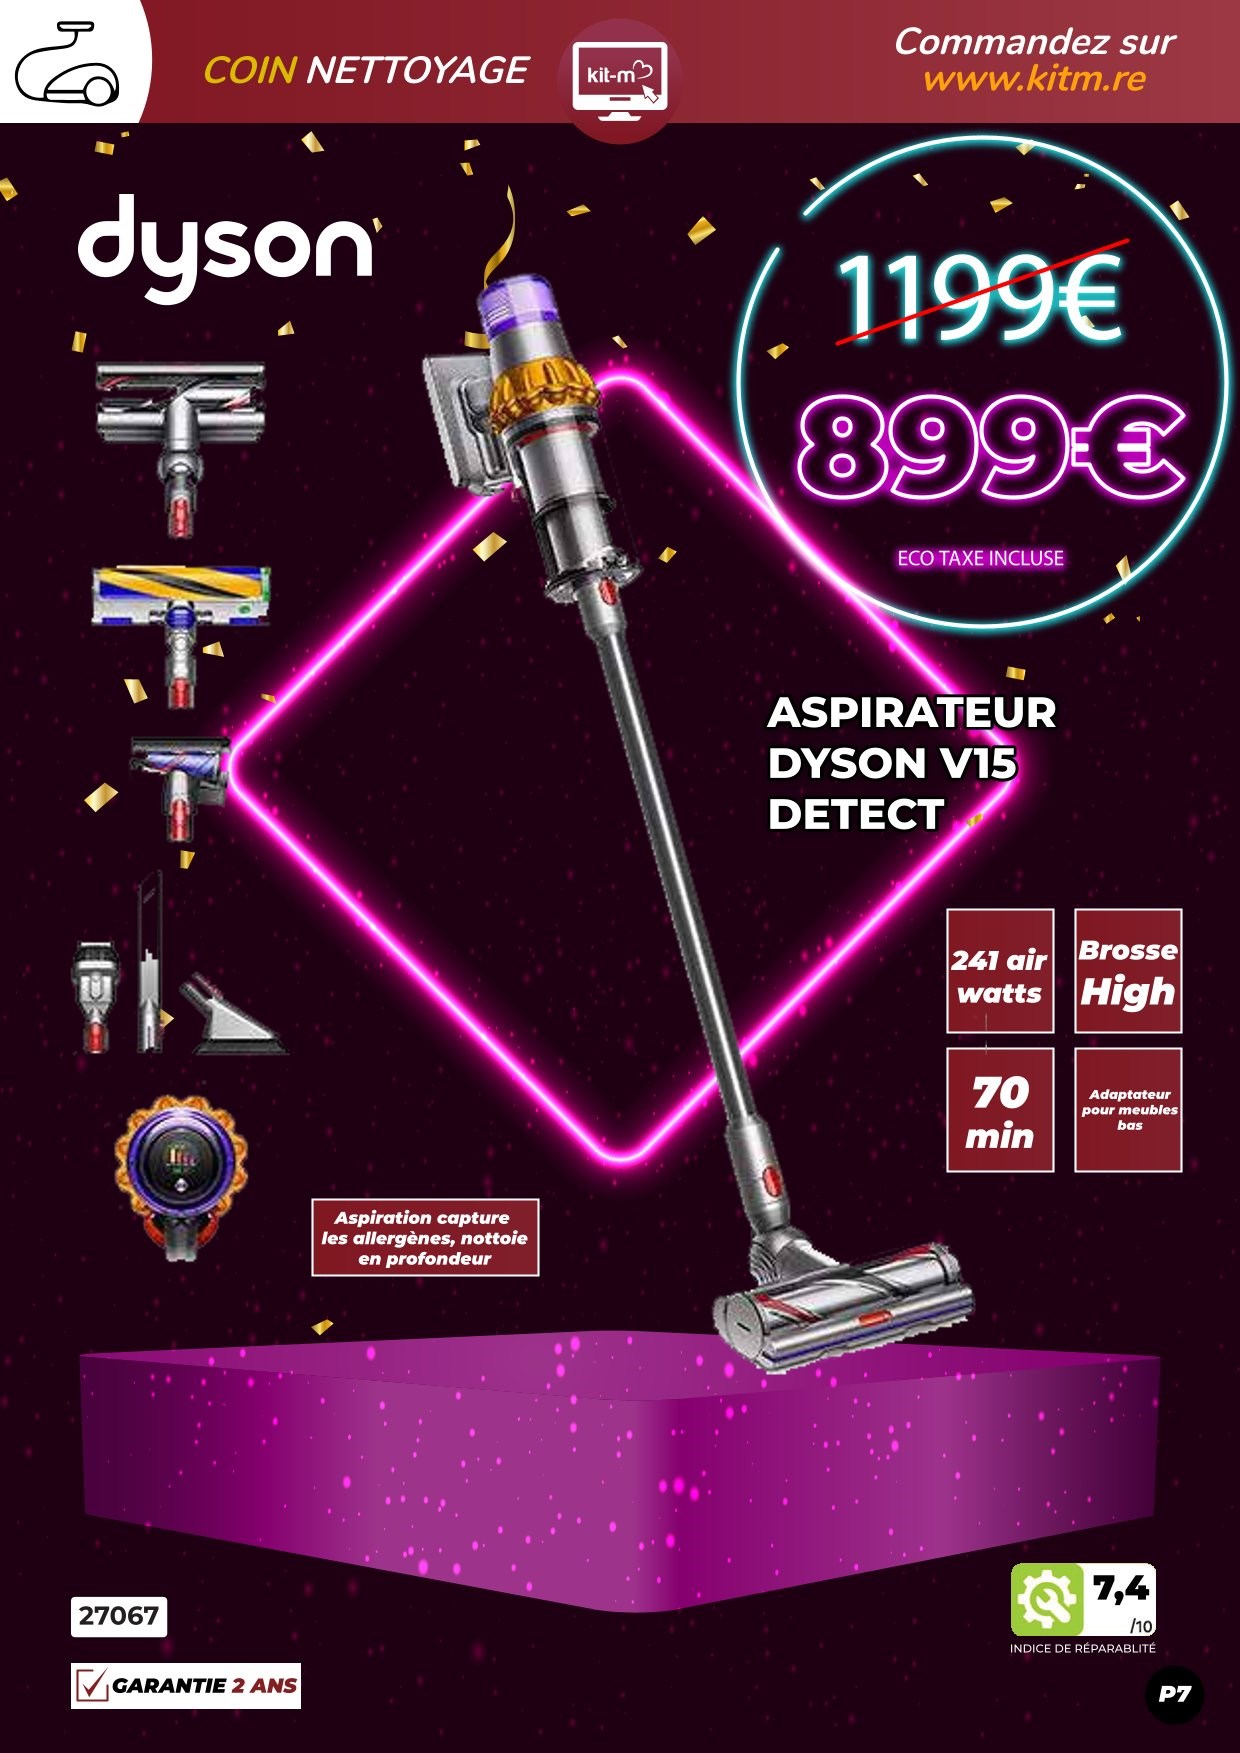 COIN NETTOYAGE
kit-m
Commandez sur
www.kitm.re
dyson
1199€
899€
ECO TAXE INCLUSE
ASPIRATEUR
DYSON V15
DETECT
241 air
watts
Brosse
High
70
min
Adaptateur
pour meubles
bas
Aspiration capture
les allergènes, nottoie
en profondeur
27067
GARANTIE 2 ANS
7,4
/10
INDICE DE RÉPARABLITÉ
P7